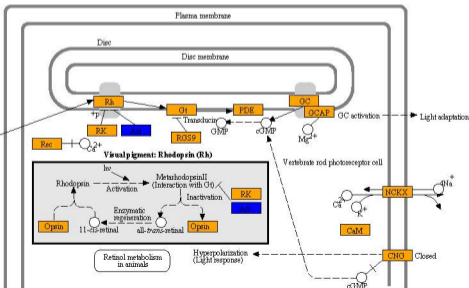 Plasma membrane
Disc
Disc membrane
Rh
GC
+p
Gt
PDE
GCAP
GC activation
Light adaptation
Transducin
GMP
cGMP
Mg2+
RK
RGS9
Rec
Ca2+
Visual pigment: Rhodopsin (Rh)
Vertebrate rod photoreceptor cell
hv
Rhodopsin
Activation
MetarhodopsinII
(Interaction with Gt)
RK
Inactivation
Enzymatic
regeneration
Opsin
Opsin
11-cis-retinal
all-trans-retinal
4Na+
NCKX
Ca2+
K+
CaM
Retinol metabolism
in animals
Hyperpolarization
(Light response)
CNG
Closed
cGMP